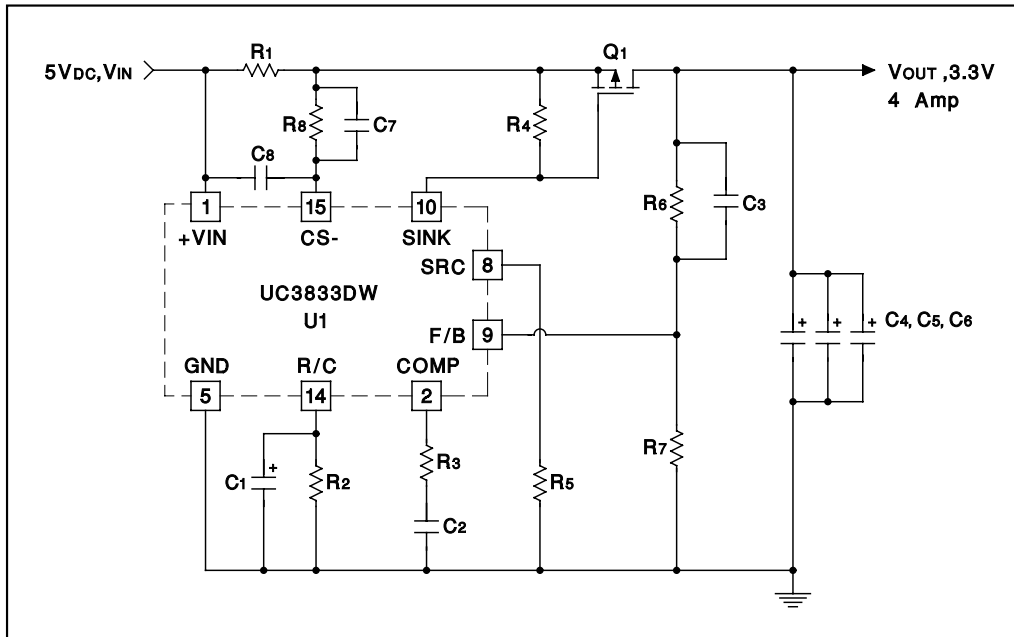 R1
Q1
5VDC,VIN
VOUT ,3.3V
4 Amp
R8
C7
R4
C8
R6
C3
1
15
10
+VIN
CS-
SINK
SRC
8
UC3833DW
U1
F/B
9
+
+
+
C4, C5, C6
GND
R/C
COMP
5
14
2
R3
R7
C1
+
R2
R5
C2